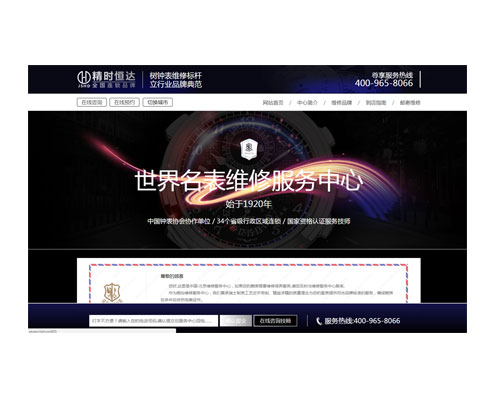 精时恒达
JSHD 全国连锁品牌
树钟表维修标杆
立行业品牌典范
尊享服务热线
400-965-8066
在线咨询 在线预约 切换城市
网站首页 / 中心简介 / 维修品牌 / 到店指南 / 邮寄维修
世界名表维修服务中心
始于1920年
中国钟表协会协作单位 / 34个省级行政区域连锁 / 国家资格认证服务技师
尊敬的顾客
在线咨询技师
服务热线:400-965-8066